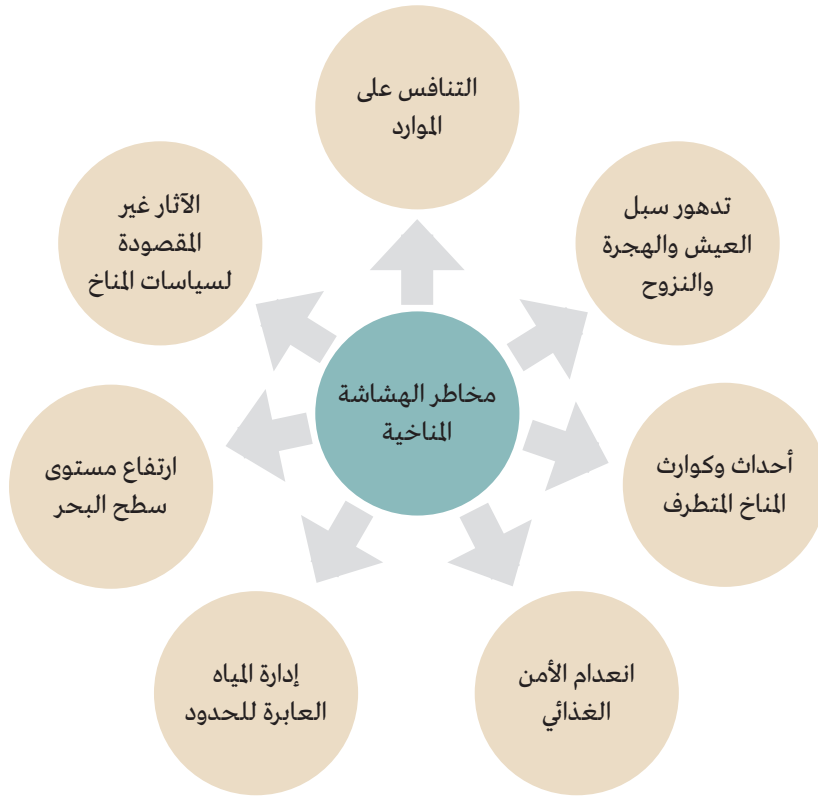 التنافس على
الموارد
تدهور سبل
العيش والهجرة
والنزوح
أحداث وكوارث
المناخ المتطرف
انعدام الأمن
الغذائي
إدارة المياه
العابرة للحدود
ارتفاع مستوى
سطح البحر
الآثار غير
المقصودة
لسياسات المناخ
مخاطر الهشاشة
المناخية